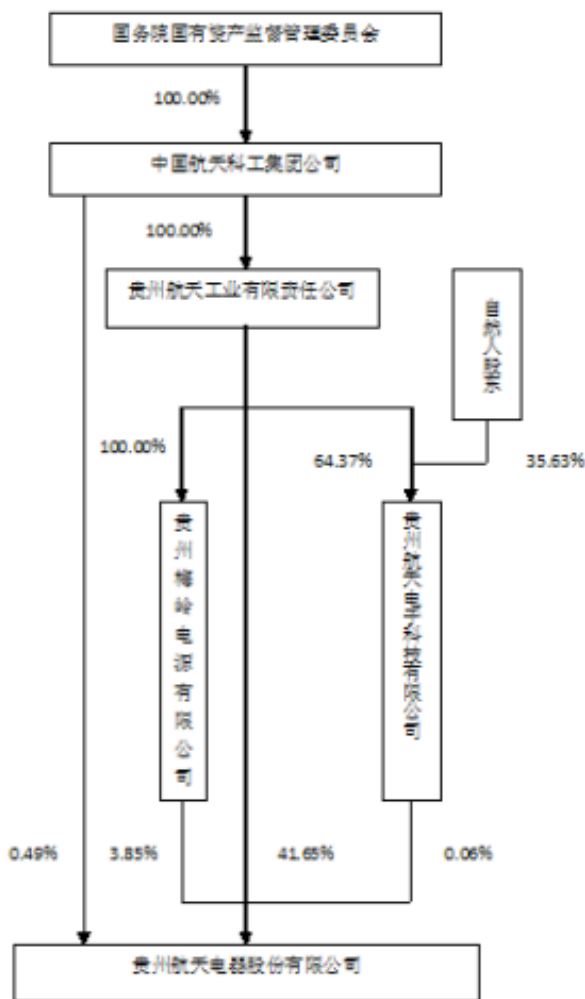 国务院国有资产监督管理委员会
100.00%
中国航天科工集团公司
100.00%
贵州航天工业有限责任公司
自然人股东
100.00%
64.37%
35.63%
贵州梅岭电源有限公司
贵州航天电子科技有限公司
0.49%
3.85%
41.65%
0.06%
贵州航天电器股份有限公司